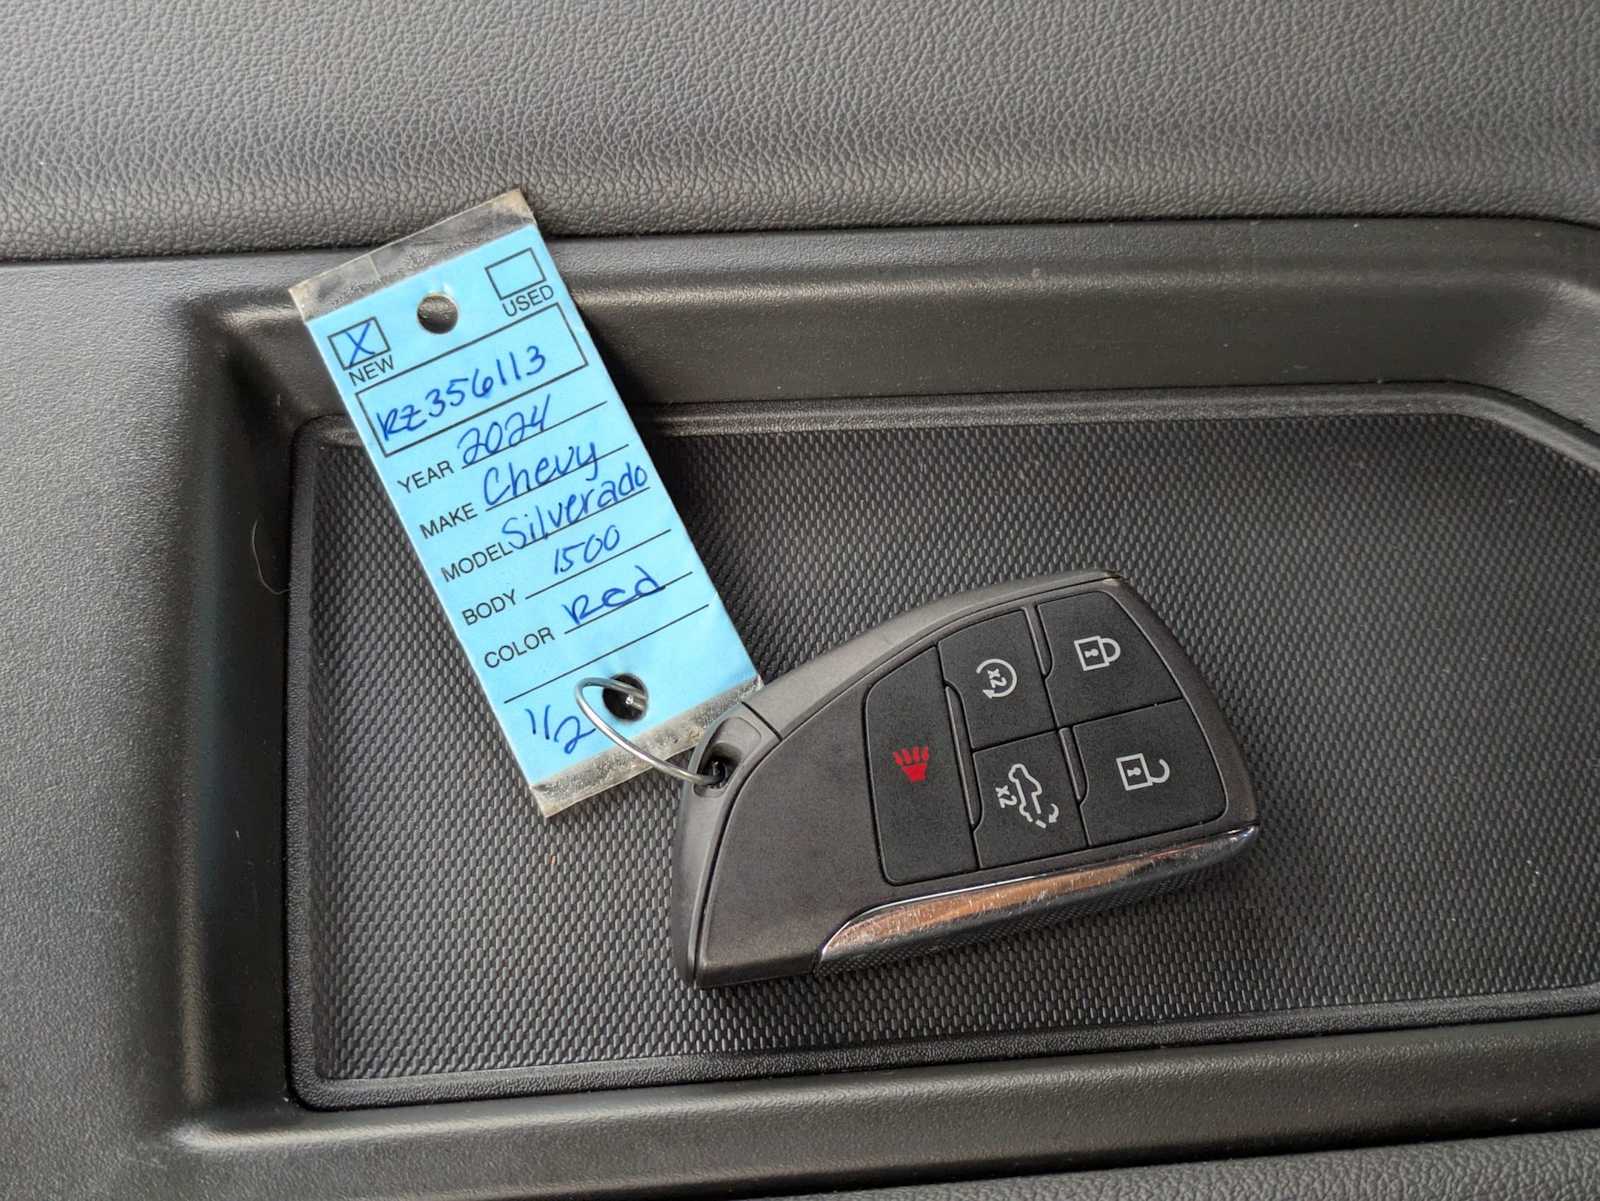 X
NEW
USED
RZ356113
YEAR 2024
MAKE Chevy
MODEL Silverado
BODY 1500
COLOR Red
1/2
x2
x2